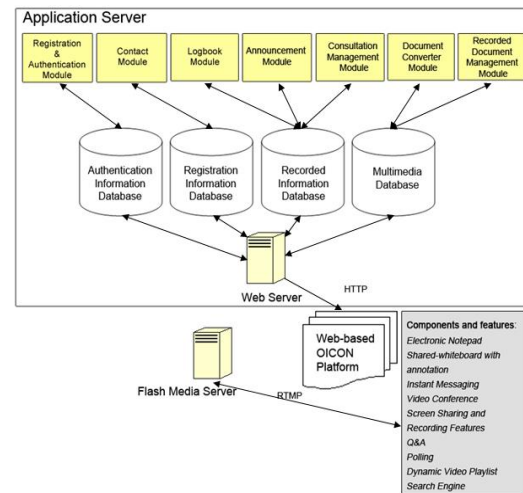 Application Server
Registration
&
Authentication
Module
Contact
Module
Logbook
Module
Announcement
Module
Consultation
Management
Module
Document
Converter
Module
Recorded
Document
Management
Module
Authentication
Information
Database
Registration
Information
Database
Recorded
Information
Database
Multimedia
Database
Web Server
HTTP
Web-based
OICON
Platform
Flash Media Server
RTMP
Components and features:
Electronic Notepad
Shared-whiteboard with
annotation
Instant Messaging
Video Conference
Screen Sharing and
Recording Features
Q&A
Polling
Dynamic Video Playlist
Search Engine